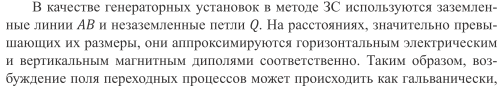 В качестве генераторных установок в методе ЗС используются заземлен-
ные линии AB и незаземленные петли Q. На расстояниях, значительно превы-
шающих их размеры, они аппроксимируются горизонтальным электрическим
и вертикальным магнитным диполями соответственно. Таким образом, воз-
буждение поля переходных процессов может происходить как гальванически,